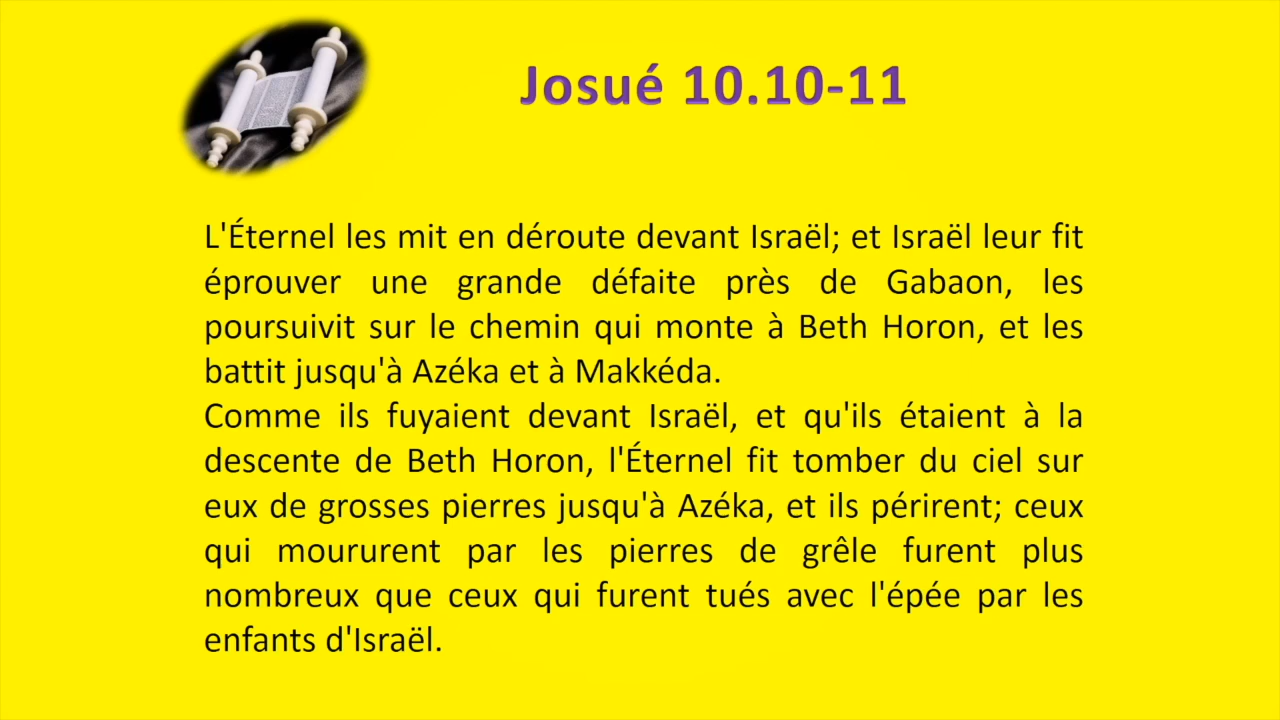 Josué 10.10-11
L'Éternel les mit en déroute devant Israël; et Israël leur fit
éprouver une grande défaite près de Gabaon, les
poursuivit sur le chemin qui monte à Beth Horon, et les
battit jusqu'à Azéka et à Makkéda.
Comme ils fuyaient devant Israël, et qu'ils étaient à la
descente de Beth Horon, l'Éternel fit tomber du ciel sur
eux de grosses pierres jusqu'à Azéka, et ils périrent; ceux
qui moururent par les pierres de grêle furent plus
nombreux que ceux qui furent tués avec l'épée par les
enfants d'Israël.